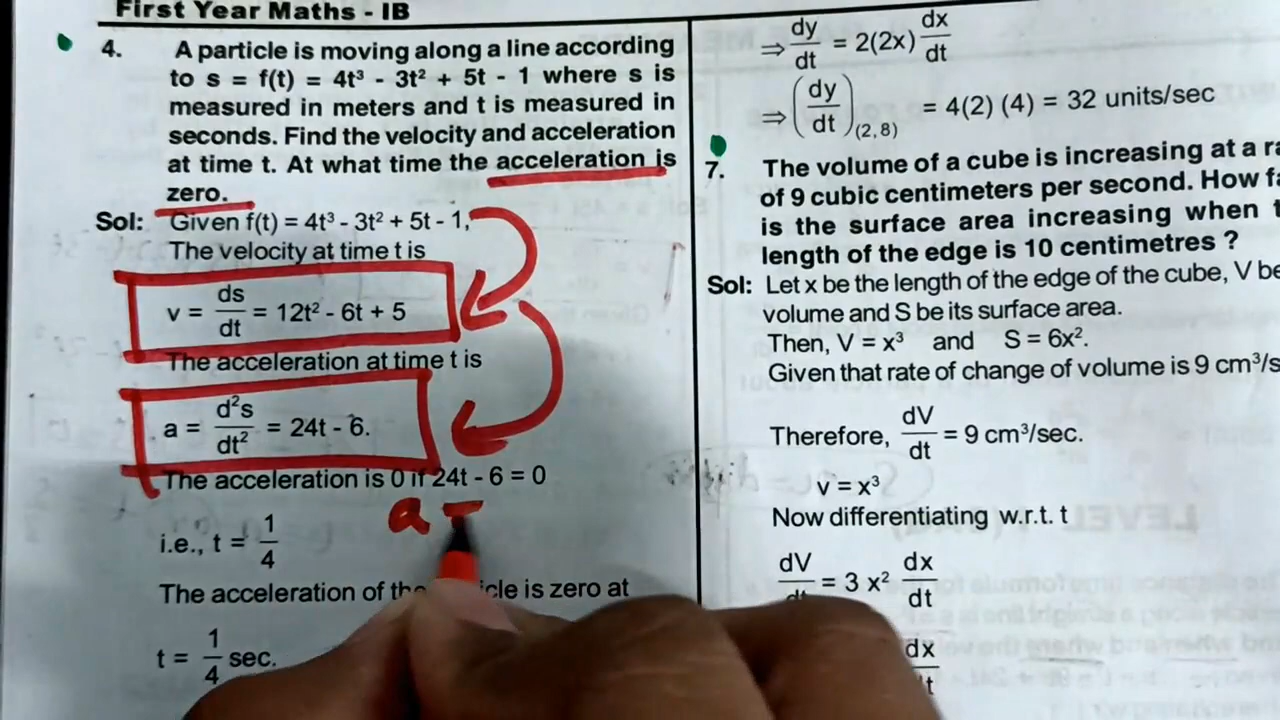 First Year Maths - IB
4. A particle is moving along a line according
to s = f(t) = 4t³ - 3t² + 5t - 1 where s is
measured in meters and t is measured in
seconds. Find the velocity and acceleration
at time t. At what time the acceleration is
zero.
Sol: Given f(t) = 4t³ - 3t² + 5t - 1,
The velocity at time t is
v = ds/dt = 12t² - 6t + 5
The acceleration at time t is
a = d²s/dt² = 24t - 6.
The acceleration is 0 if 24t - 6 = 0
a =
i.e., t = 1/4
The acceleration of the cle is zero at
t = 1/4 sec.
⇒ dy/dt = 2(2x) dx/dt
⇒ (dy/dt)(2,8) = 4(2) (4) = 32 units/sec
7. The volume of a cube is increasing at a
of 9 cubic centimeters per second. How
is the surface area increasing when
length of the edge is 10 centimetres ?
Sol: Let x be the length of the edge of the cube, V be
volume and S be its surface area.
Then, V = x³ and S = 6x².
Given that rate of change of volume is 9 cm³/s
Therefore, dV/dt = 9 cm³/sec.
v = x³
Now differentiating w.r.t. t
dV/dt = 3 x² dx/dt
dx